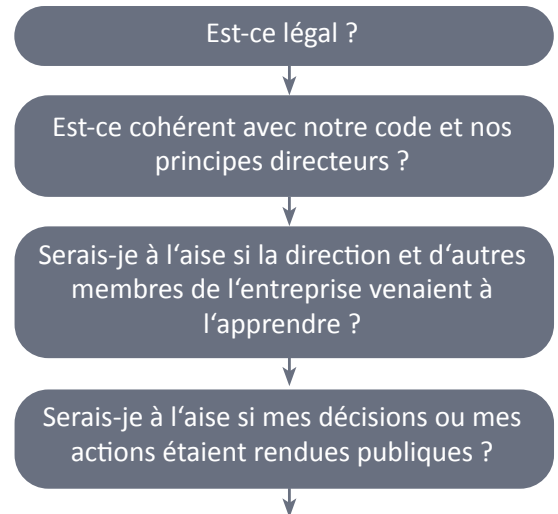 Est-ce légal ?
Est-ce cohérent avec notre code et nos
principes directeurs ?
Serais-je à l‘aise si la direction et d‘autres
membres de l‘entreprise venaient à
l‘apprendre ?
Serais-je à l‘aise si mes décisions ou mes
actions étaient rendues publiques ?